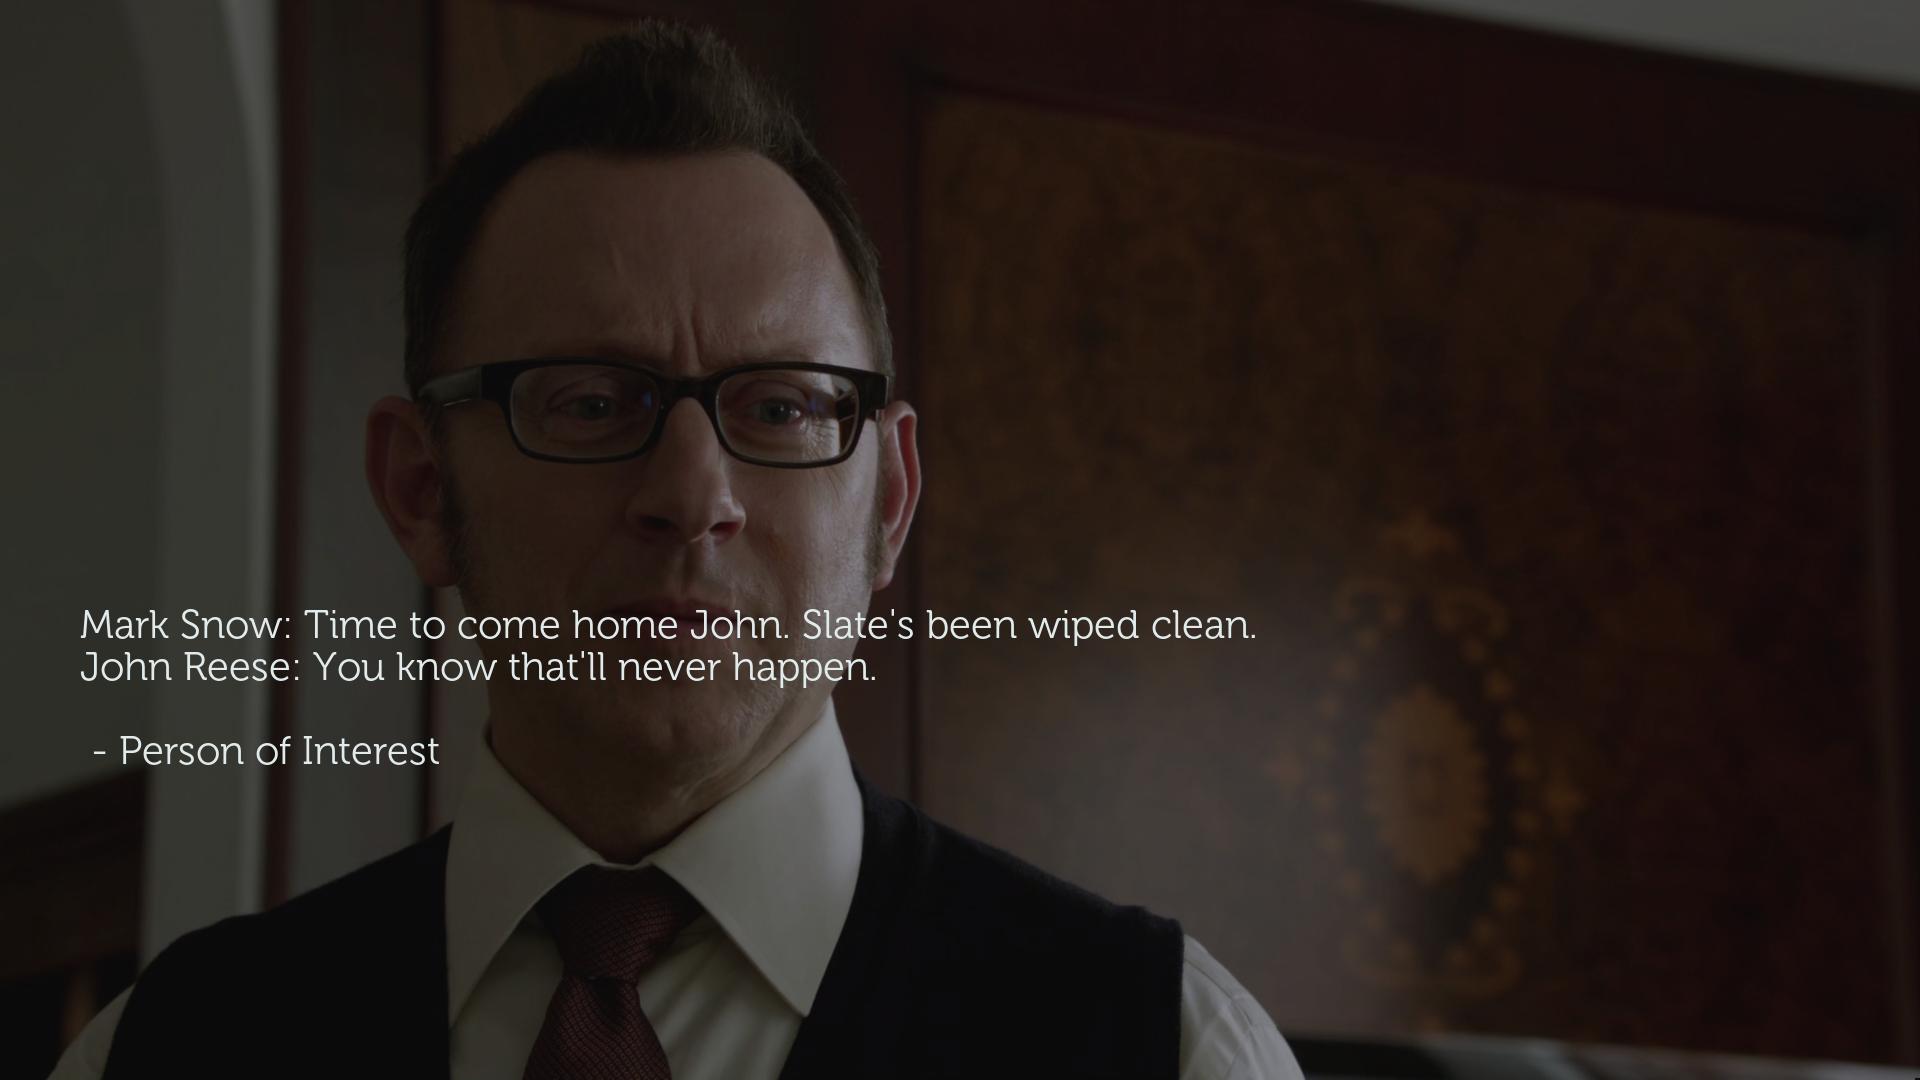 Mark Snow: Time to come home John. Slate's been wiped clean.
John Reese: You know that'll never happen.
- Person of Interest